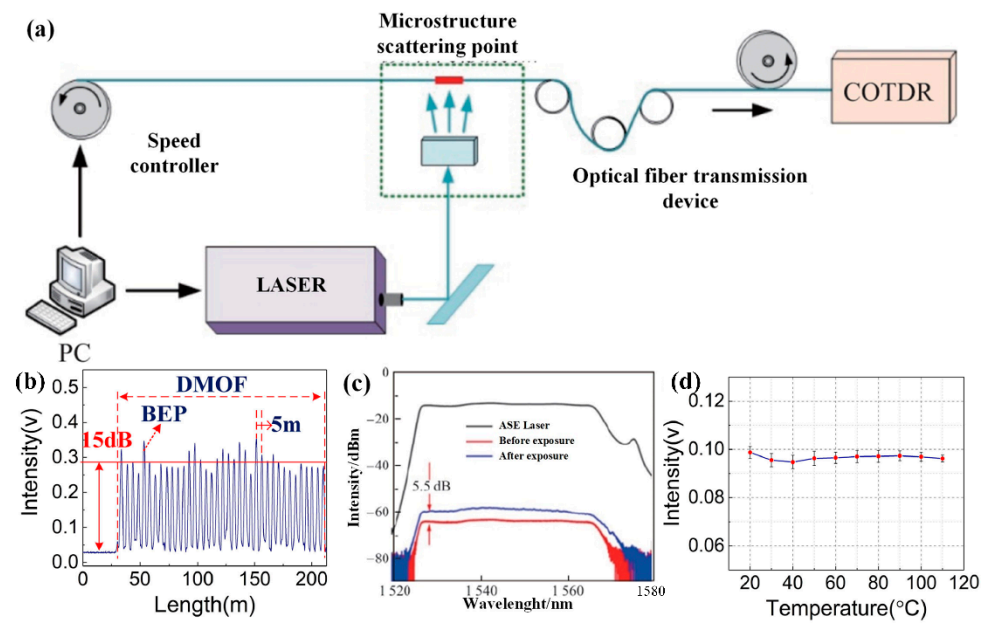 (a)
Microstructure
scattering point
COTDR
Speed
controller
Optical fiber transmission
device
LASER
PC
(b)
DMOF
BEP
5m
15dB
0.5
0.4
0.3
0.2
0.1
0.0
Intensity(v)
0 50 100 150 200
Length(m)
(c)
0
−20
−40
−60
−80
Intensity/dBm
ASE Laser
Before exposure
After exposure
5.5 dB
1 520 1 540 1 560 1580
Wavelenght/nm
(d)
0.12
0.10
0.08
0.06
Intensity(v)
20 40 60 80 100 120
Temperature(°C)